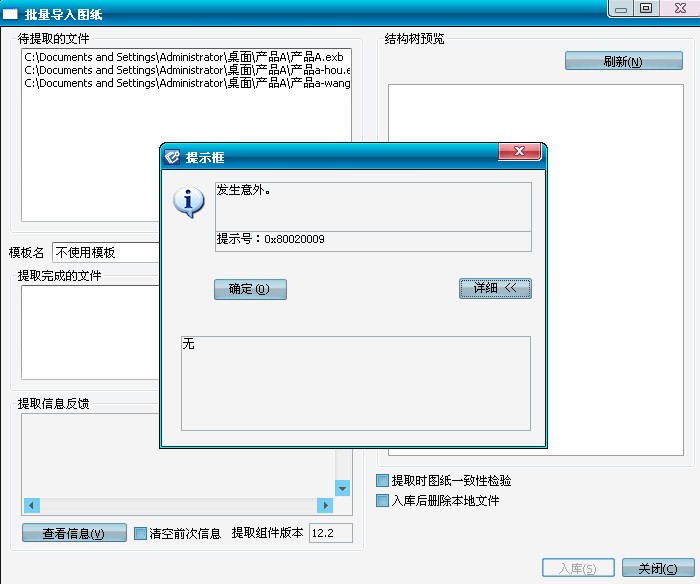 批量导入图纸
待提取的文件
C:\Documents and Settings\Administrator\桌面\产品A\产品A.exb
C:\Documents and Settings\Administrator\桌面\产品A\产品a-hou.e
C:\Documents and Settings\Administrator\桌面\产品A\产品a-wang
结构树预览
刷新(N)
提示框
发生意外。
提示号：0x80020009
确定(O)
详细 <<
无
模板名 不使用模板
提取完成的文件
提取信息反馈
查看信息(V)
清空前次信息
提取组件版本 12.2
提取时图纸一致性检验
入库后删除本地文件
入库(S)
关闭(C)